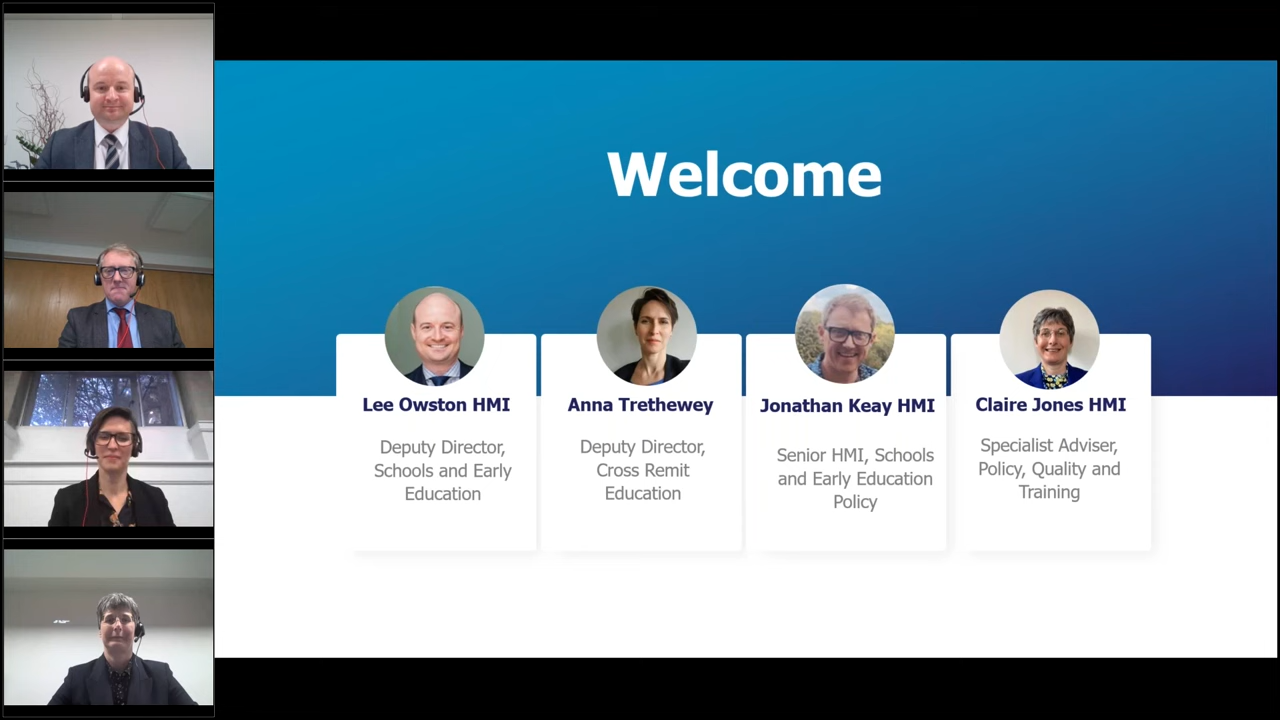 Welcome
Lee Owston HMI
Deputy Director,
Schools and Early
Education
Anna Trethewey
Deputy Director,
Cross Remit
Education
Jonathan Keay HMI
Senior HMI, Schools
and Early Education
Policy
Claire Jones HMI
Specialist Adviser,
Policy, Quality and
Training